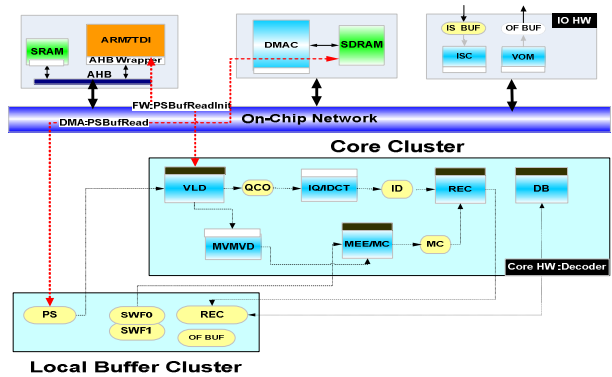 SRAM
ARM7/TDI
AHB Wrapper
AHB
DMAC
SDRAM
IO HW
IS BUF
OF BUF
ISC
VOM
FW:PSBufReadInit
DMA:PSBufRead
On-Chip Network
Core Cluster
VLD
QCO
IQ/IDCT
ID
REC
DB
MVMVD
MEE/MC
MC
Core HW :Decoder
PS
SWF0
SWF1
REC
OF BUF
Local Buffer Cluster